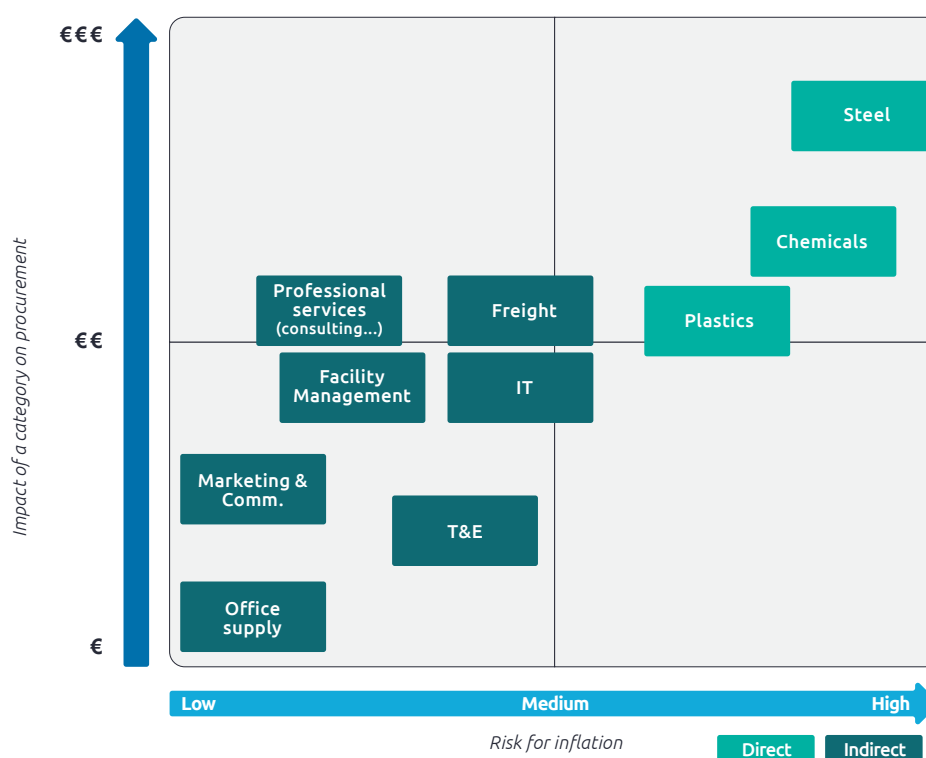 €€€
Steel
Chemicals
Professional
services
(consulting...)
Freight
Plastics
€€
Facility
Management
IT
Impact of a category on procurement
Marketing &
Comm.
T&E
Office
supply
€
Low
Medium
High
Risk for inflation
Direct
Indirect